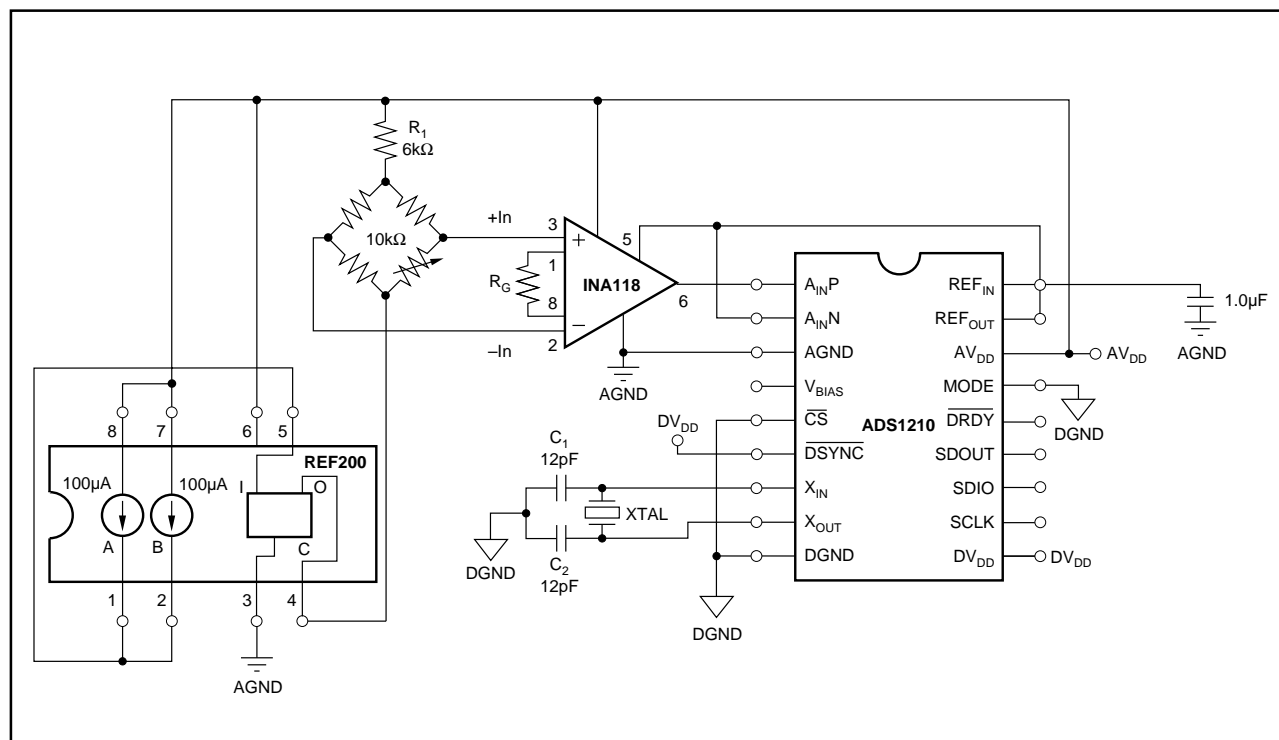 R1
6kΩ
+In
10kΩ
3
+
1
RG
8
–
2
–In
INA118
5
6
AGND
AINP
AINN
AGND
VBIAS
CS
DSYNC
XIN
XOUT
DGND
ADS1210
REFIN
REFOUT
AVDD
MODE
DRDY
SDOUT
SDIO
SCLK
DVDD
1.0µF
AGND
AVDD
DGND
DVDD
DVDD
C1
12pF
XTAL
C2
12pF
DGND
DGND
8
7
6
5
REF200
100µA
100µA
I
O
A
B
C
1
2
3
4
AGND